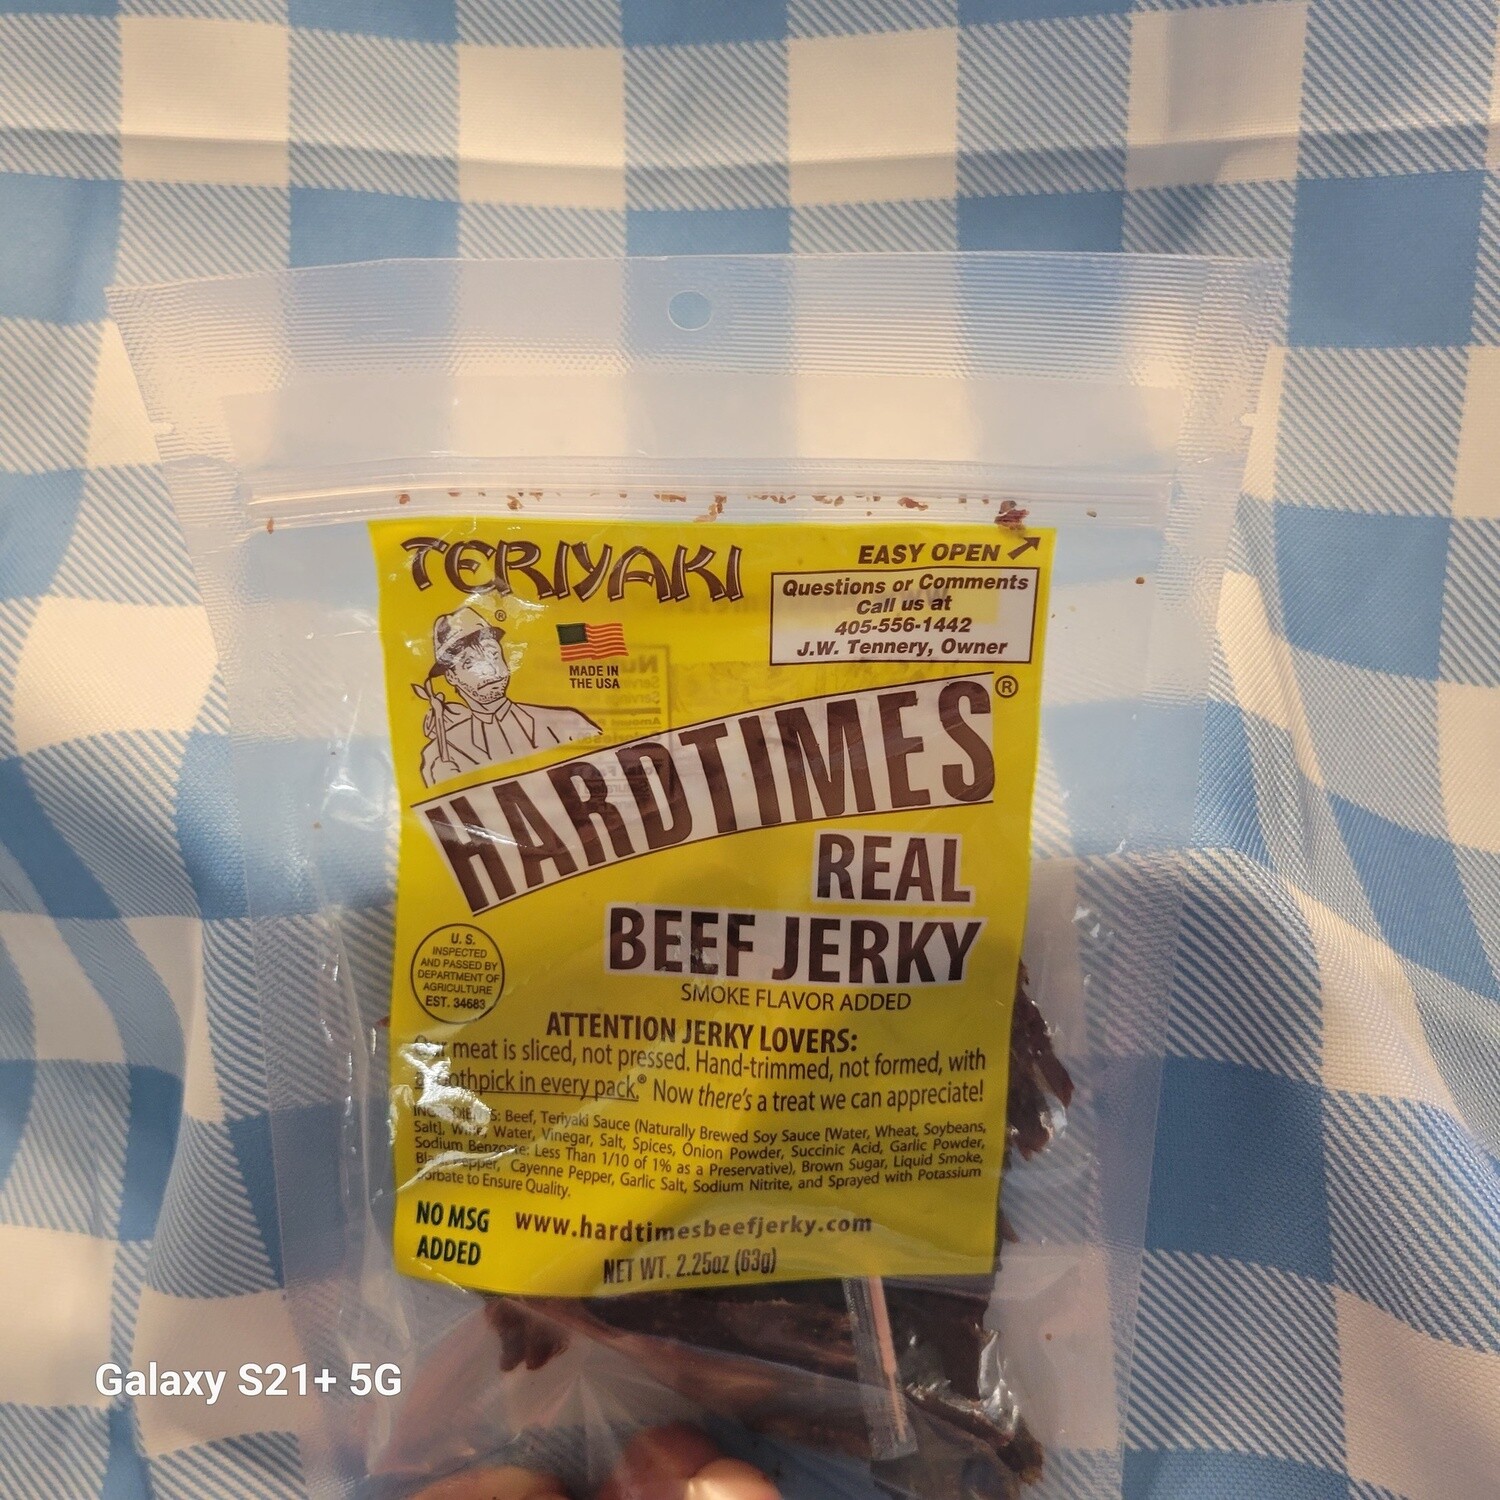 TERIYAKI
EASY OPEN
Questions or Comments
Call us at
405-556-1442
J.W. Tennery, Owner
®
MADE IN
THE USA
HARDTIMES®
REAL
BEEF JERKY
SMOKE FLAVOR ADDED
U. S.
INSPECTED
AND PASSED BY
DEPARTMENT OF
AGRICULTURE
EST. 34683
ATTENTION JERKY LOVERS:
Our meat is sliced, not pressed. Hand-trimmed, not formed, with
a toothpick in every pack.® Now there's a treat we can appreciate!
INGREDIENTS: Beef, Teriyaki Sauce (Naturally Brewed Soy Sauce [Water, Wheat, Soybeans,
Salt], Wine, Water, Vinegar, Salt, Spices, Onion Powder, Succinic Acid, Garlic Powder,
Sodium Benzoate: Less Than 1/10 of 1% as a Preservative), Brown Sugar, Liquid Smoke,
Black Pepper, Cayenne Pepper, Garlic Salt, Sodium Nitrite, and Sprayed with Potassium
Sorbate to Ensure Quality.
NO MSG
ADDED
www.hardtimesbeefjerky.com
NET WT. 2.25oz (63g)
Galaxy S21+ 5G